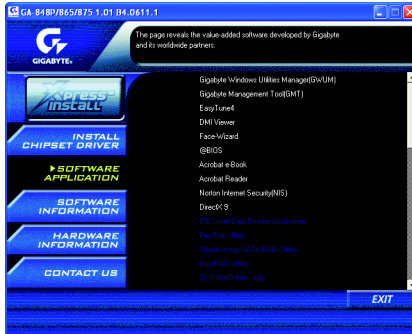 GA-848P/865/875 1.01 B4.0611.1
GIGABYTE
The page reveals the value-added software developed by Gigabyte
and its worldwide partners.
Xpress
Install
INSTALL
CHIPSET DRIVER
SOFTWARE
APPLICATION
SOFTWARE
INFORMATION
HARDWARE
INFORMATION
CONTACT US
Gigabyte Windows Utilities Manager(GWUM)
Gigabyte Management Tool(GMT)
EasyTune4
DMI Viewer
Face-Wizard
@BIOS
Acrobat e-Book
Acrobat Reader
Norton Internet Security(NIS)
DirectX 9
EXIT